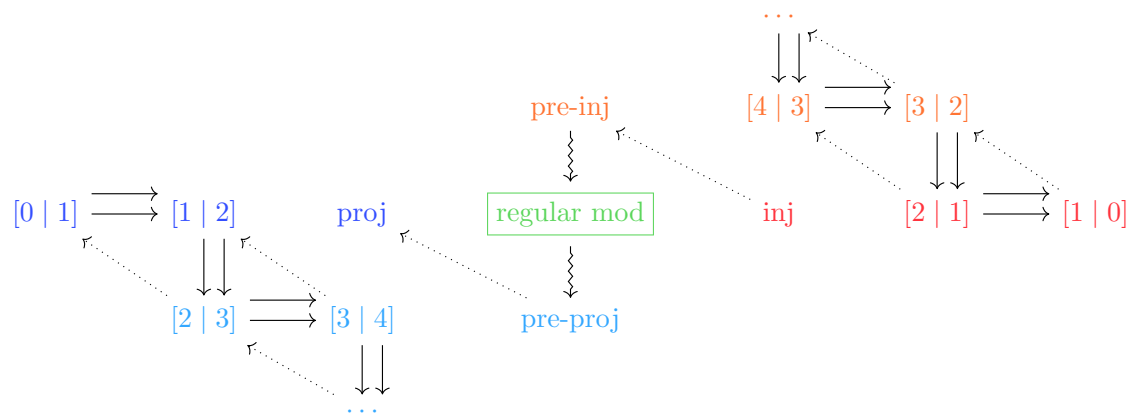 ...
pre-inj
[4 | 3]
[3 | 2]
[0 | 1]
[1 | 2]
proj
regular mod
inj
[2 | 1]
[1 | 0]
[2 | 3]
[3 | 4]
pre-proj
...